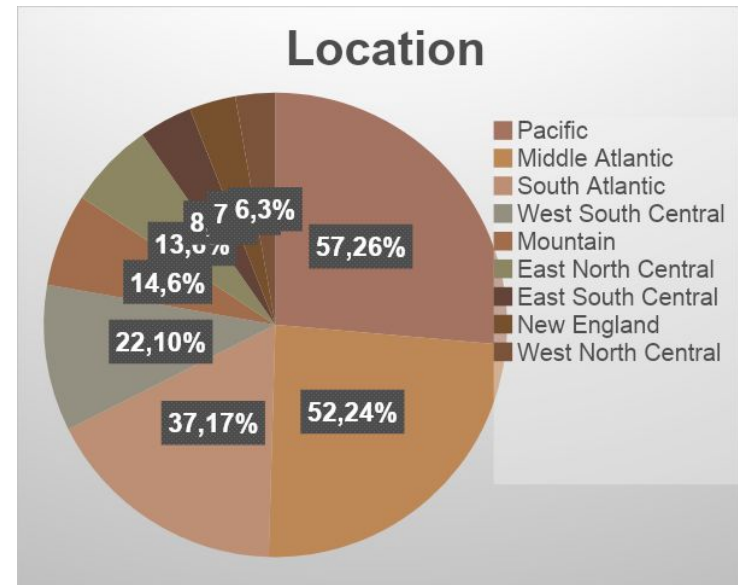 Location
Pacific
Middle Atlantic
South Atlantic
West South Central
Mountain
East North Central
East South Central
New England
West North Central
57,26%
52,24%
37,17%
22,10%
14,6%
6,3%